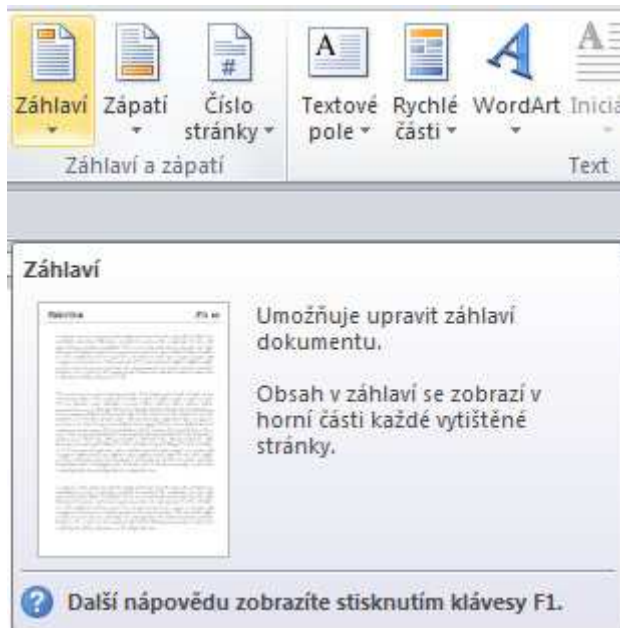 Záhlaví Zápatí Číslo stránky
Záhlaví a zápatí
Textové pole Rychlé části WordArt
Text
Záhlaví
Umožňuje upravit záhlaví
dokumentu.
Obsah v záhlaví se zobrazí v
horní části každé vytištěné
stránky.
Další nápovědu zobrazíte stisknutím klávesy F1.